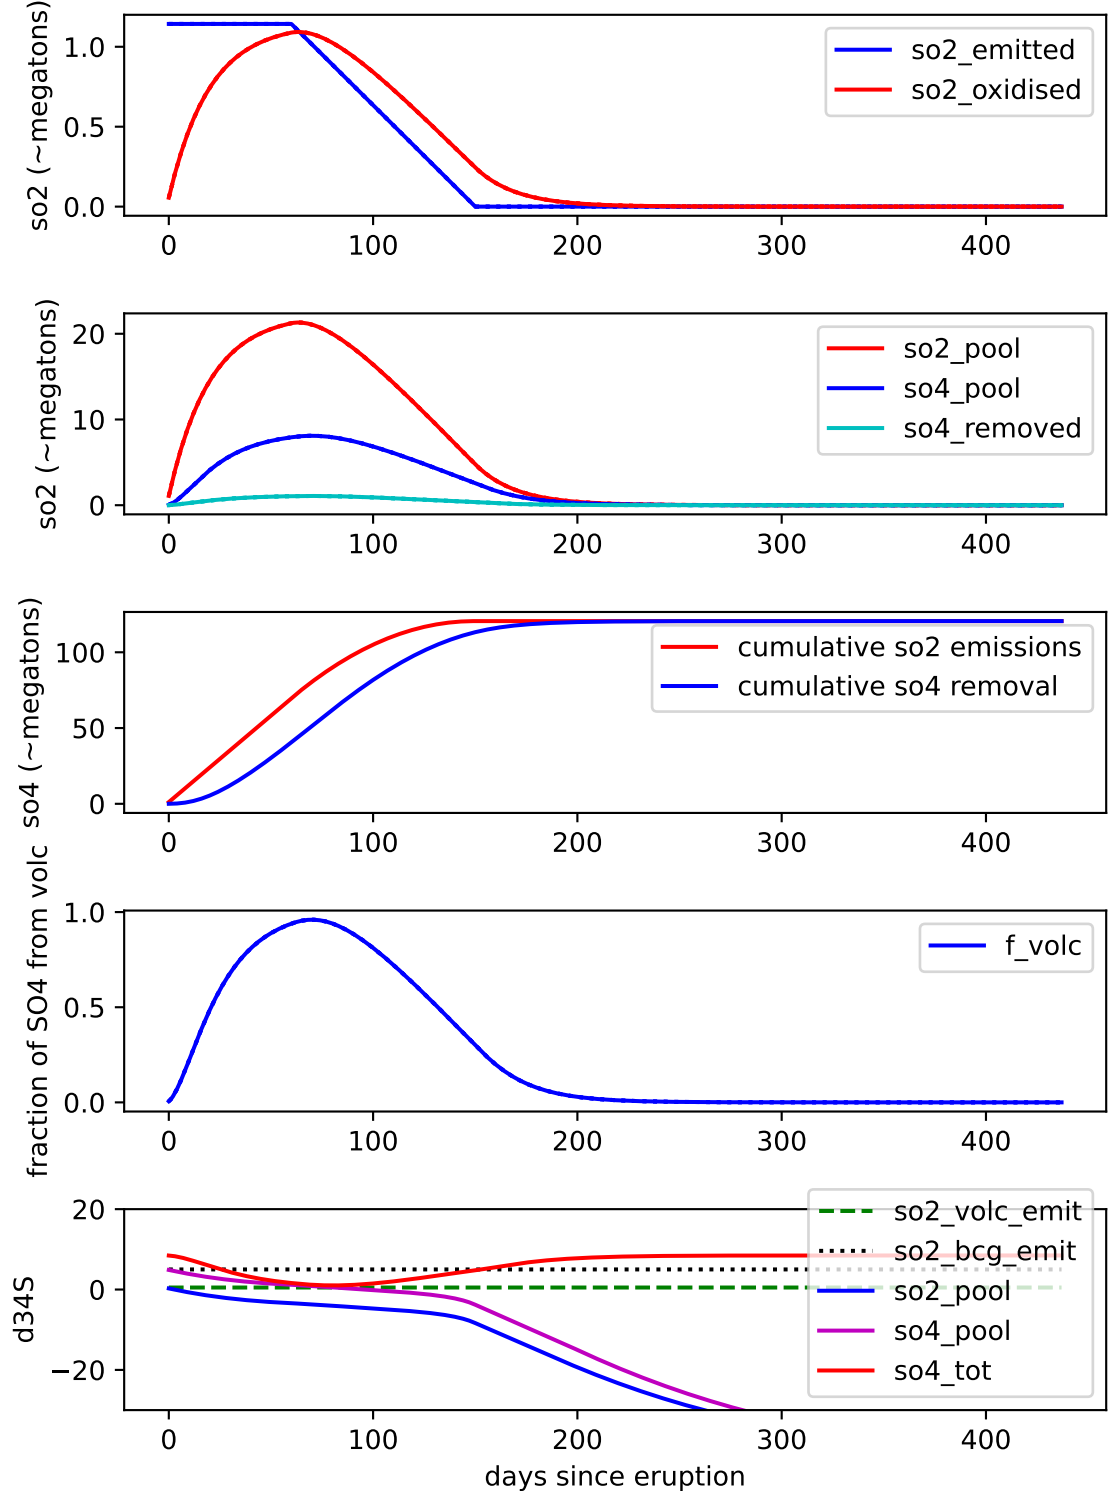 so2 (~megatons)
1.0
0.5
0.0
so2_emitted
so2_oxidised
0 100 200 300 400
so2 (~megatons)
20
10
0
so2_pool
so4_pool
so4_removed
0 100 200 300 400
so4 (~megatons)
100
50
0
cumulative so2 emissions
cumulative so4 removal
0 100 200 300 400
fraction of SO4 from volc
1.0
0.5
0.0
f_volc
0 100 200 300 400
d34S
20
0
−20
so2_volc_emit
so2_bcg_emit
so2_pool
so4_pool
so4_tot
0 100 200 300 400
days since eruption